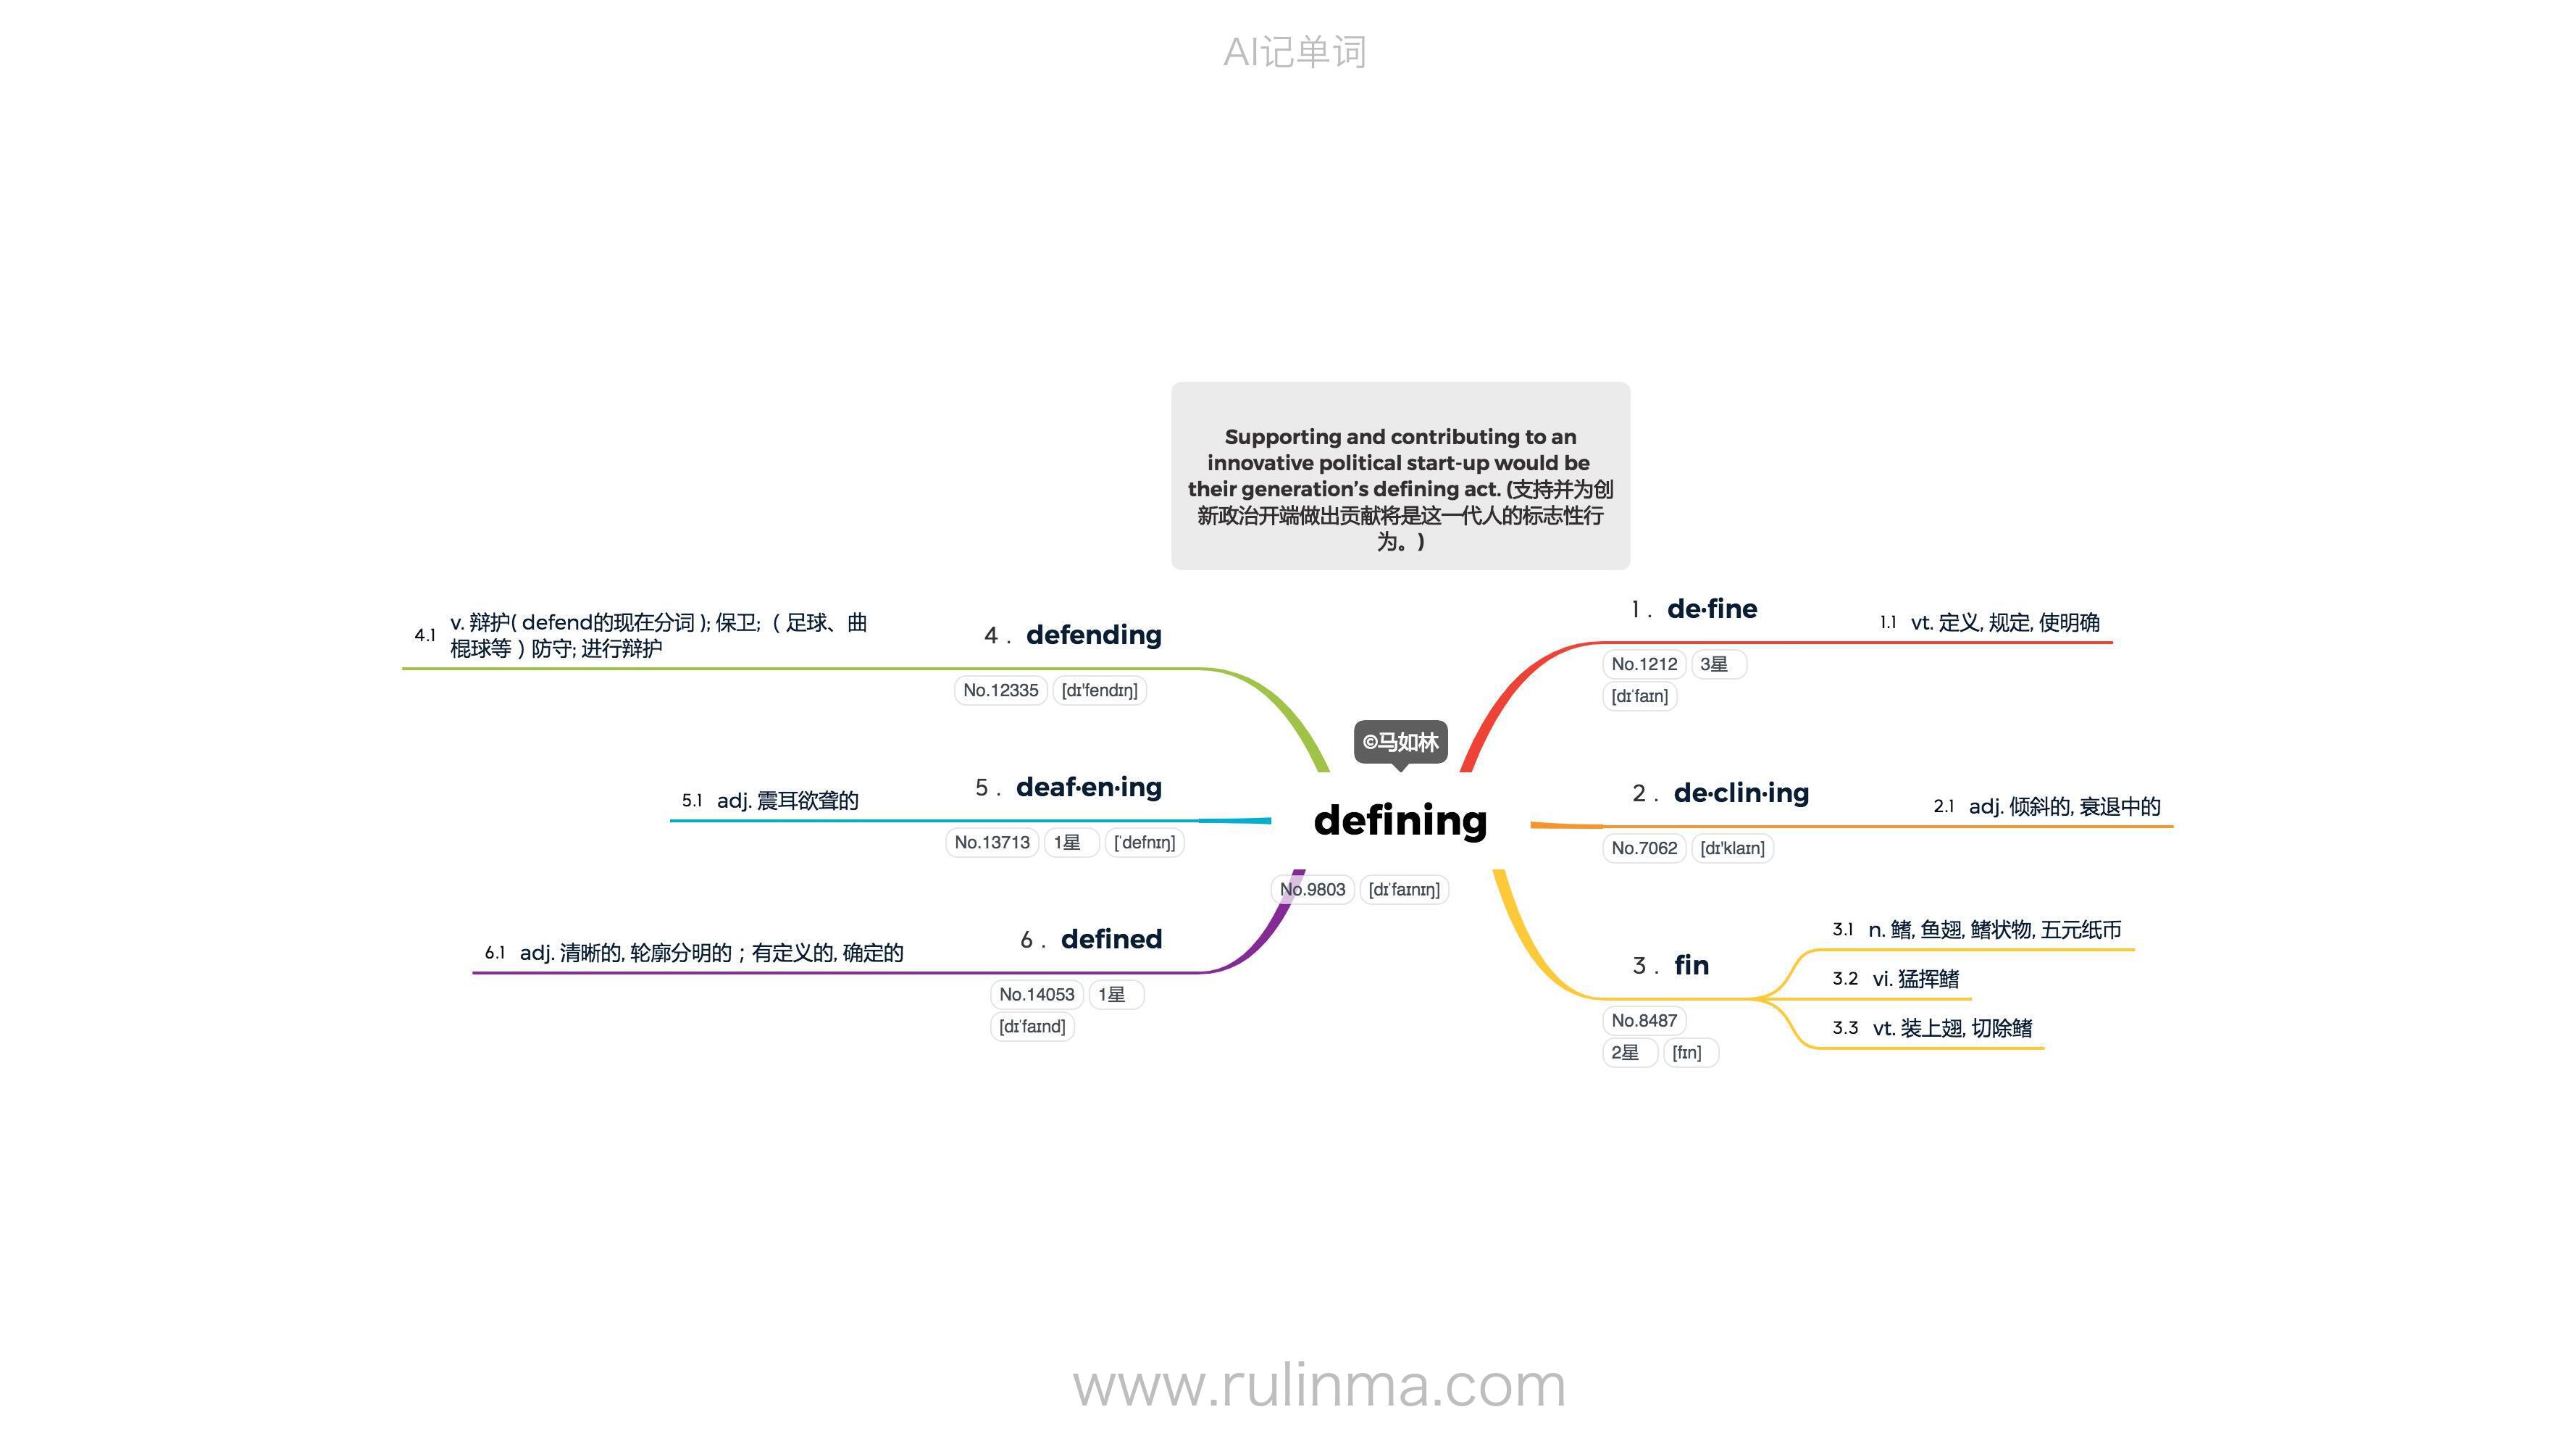 AI记单词
Supporting and contributing to an
innovative political start-up would be
their generation’s defining act. (支持并为创
新政治开端做出贡献将是这一代人的标志性行
为。)
©马如林
defining
No.9803 [dɪˈfaɪnɪŋ]
1 . de·fine
No.1212 3星
[dɪˈfaɪn]
1.1 vt. 定义, 规定, 使明确
2 . de·clin·ing
No.7062 [dɪ'klaɪn]
2.1 adj. 倾斜的, 衰退中的
3 . fin
No.8487
2星 [fɪn]
3.1 n. 鳍, 鱼翅, 鳍状物, 五元纸币
3.2 vi. 猛挥鳍
3.3 vt. 装上翅, 切除鳍
4 . defending
No.12335 [dɪ'fendɪŋ]
4.1 v. 辩护( defend的现在分词 ); 保卫; （ 足球、曲
棍球等 ) 防守; 进行辩护
5 . deaf·en·ing
No.13713 1星 [ˈdefnɪŋ]
5.1 adj. 震耳欲聋的
6 . defined
No.14053 1星
[dɪˈfaɪnd]
6.1 adj. 清晰的, 轮廓分明的；有定义的, 确定的
www.rulinma.com